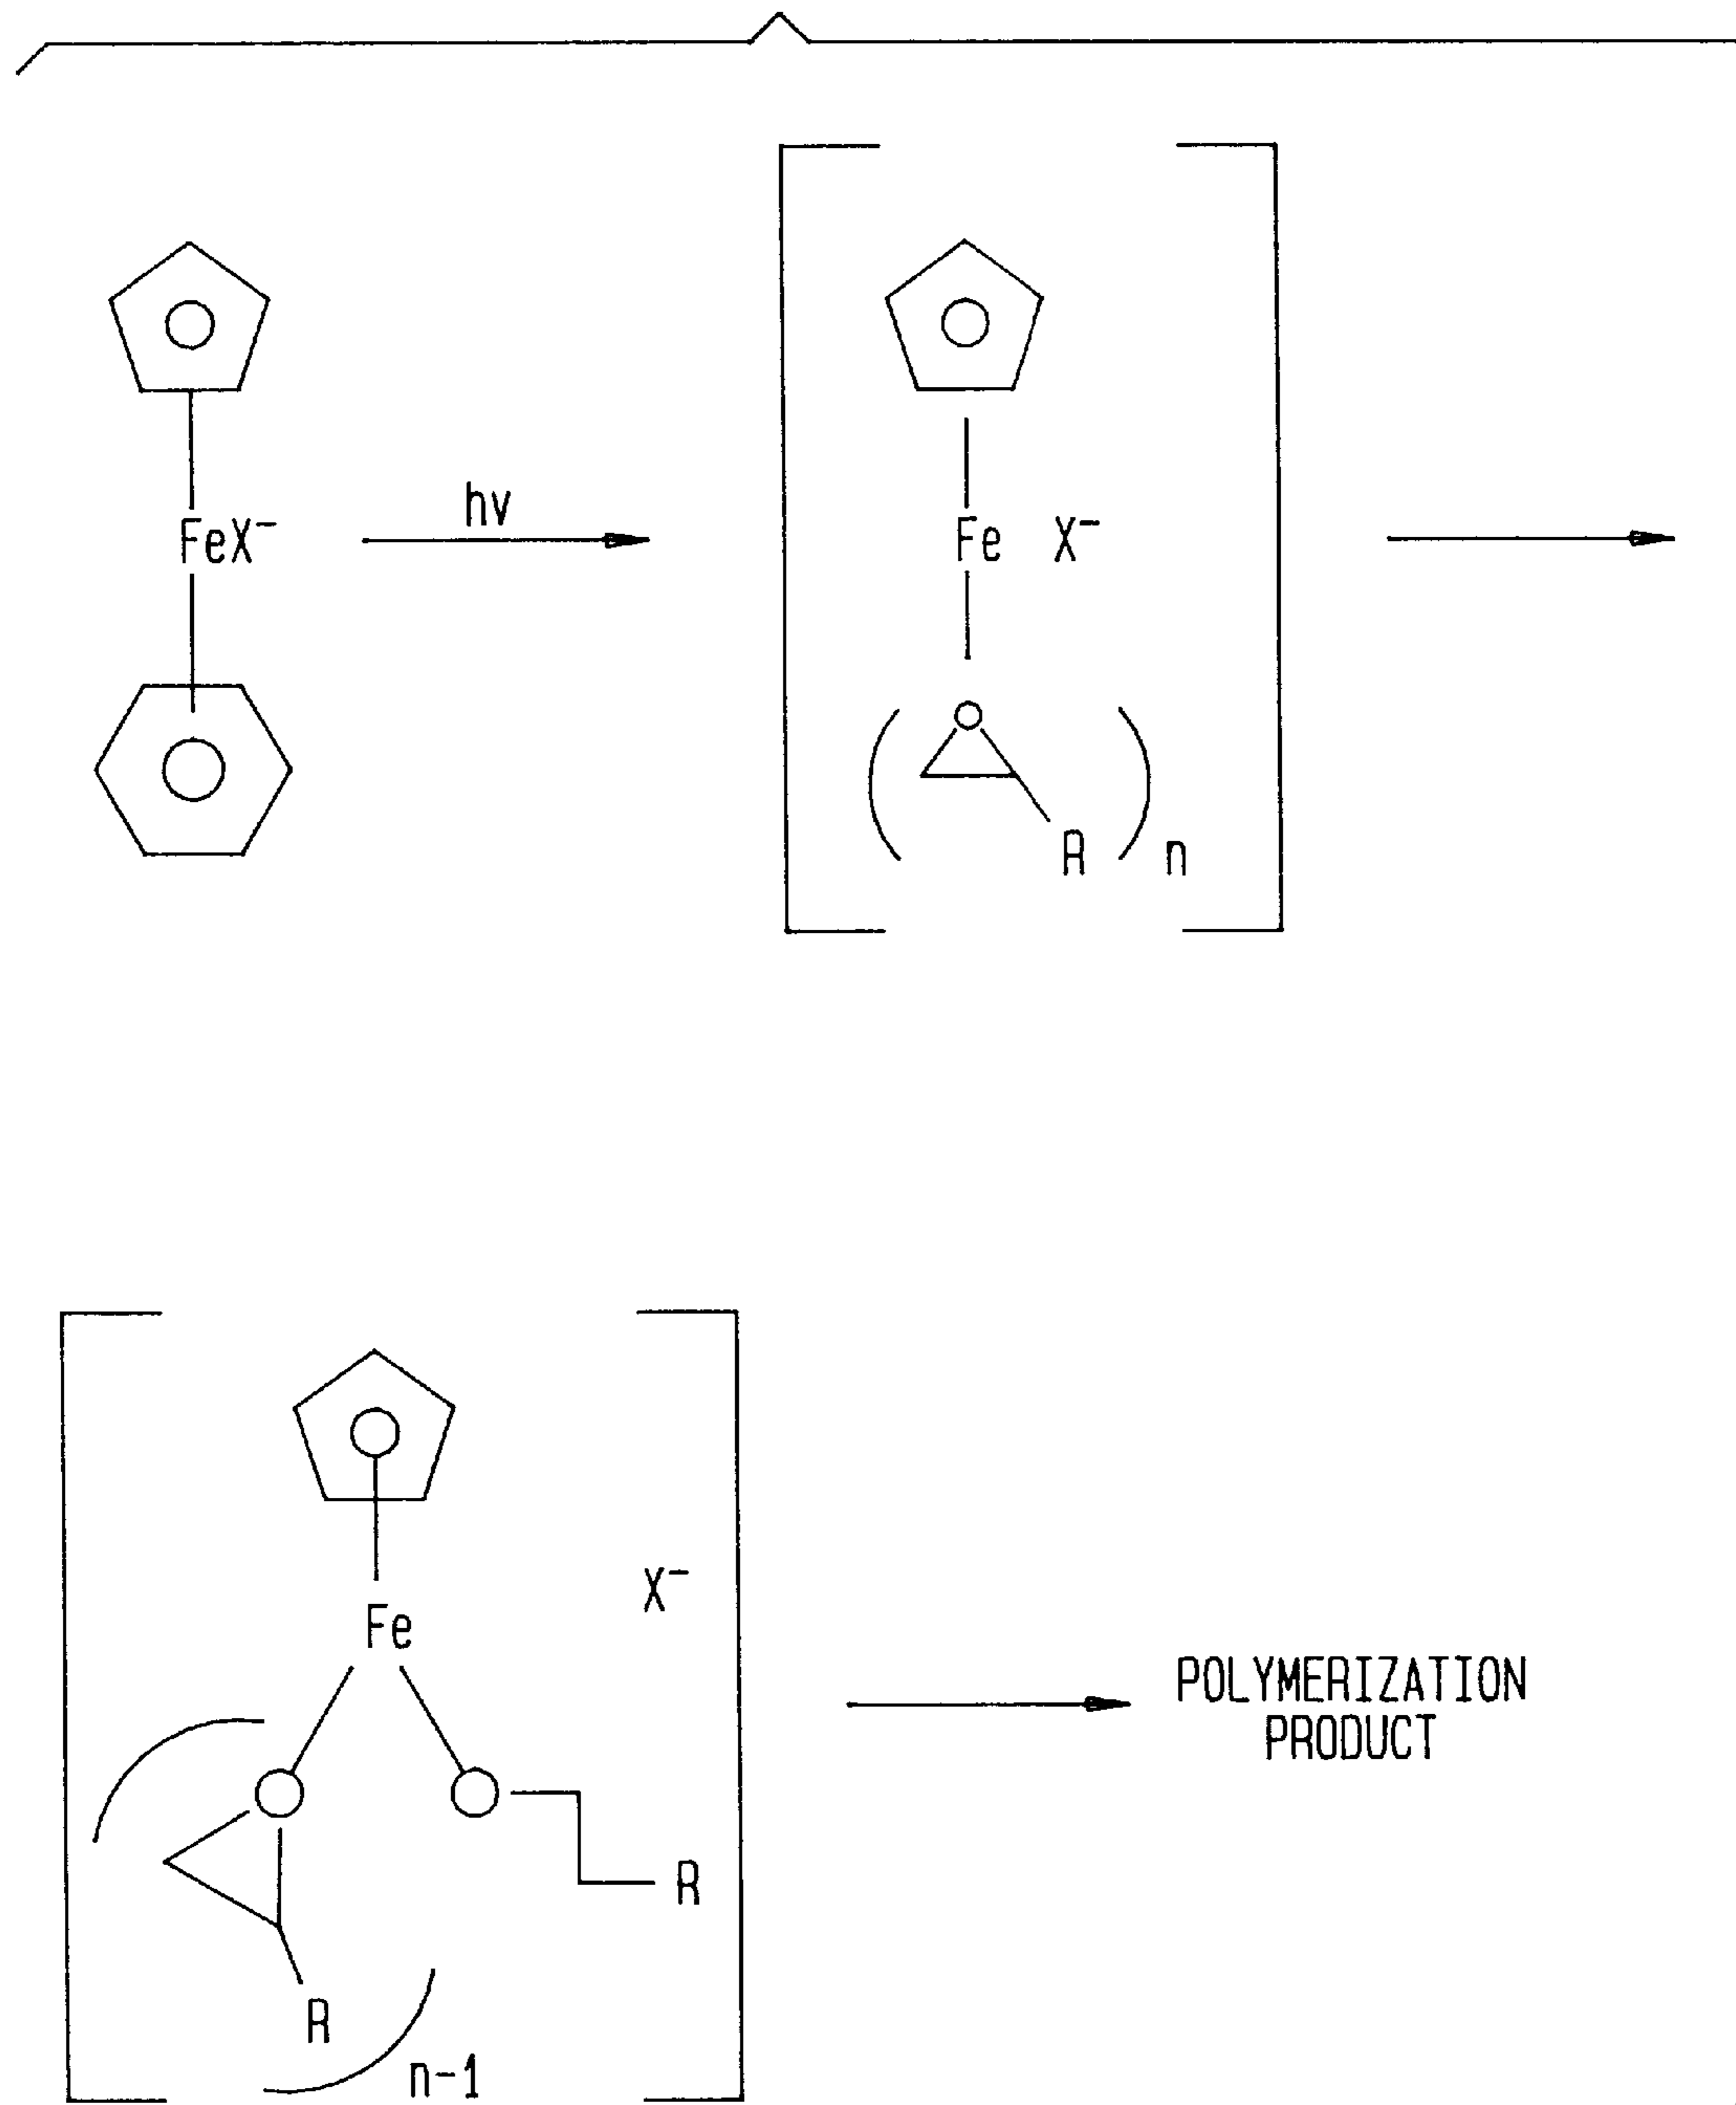 hν
FeX⁻
Fe X⁻
O
R
n
X⁻
Fe
O O
R
R
n-1
POLYMERIZATION
PRODUCT